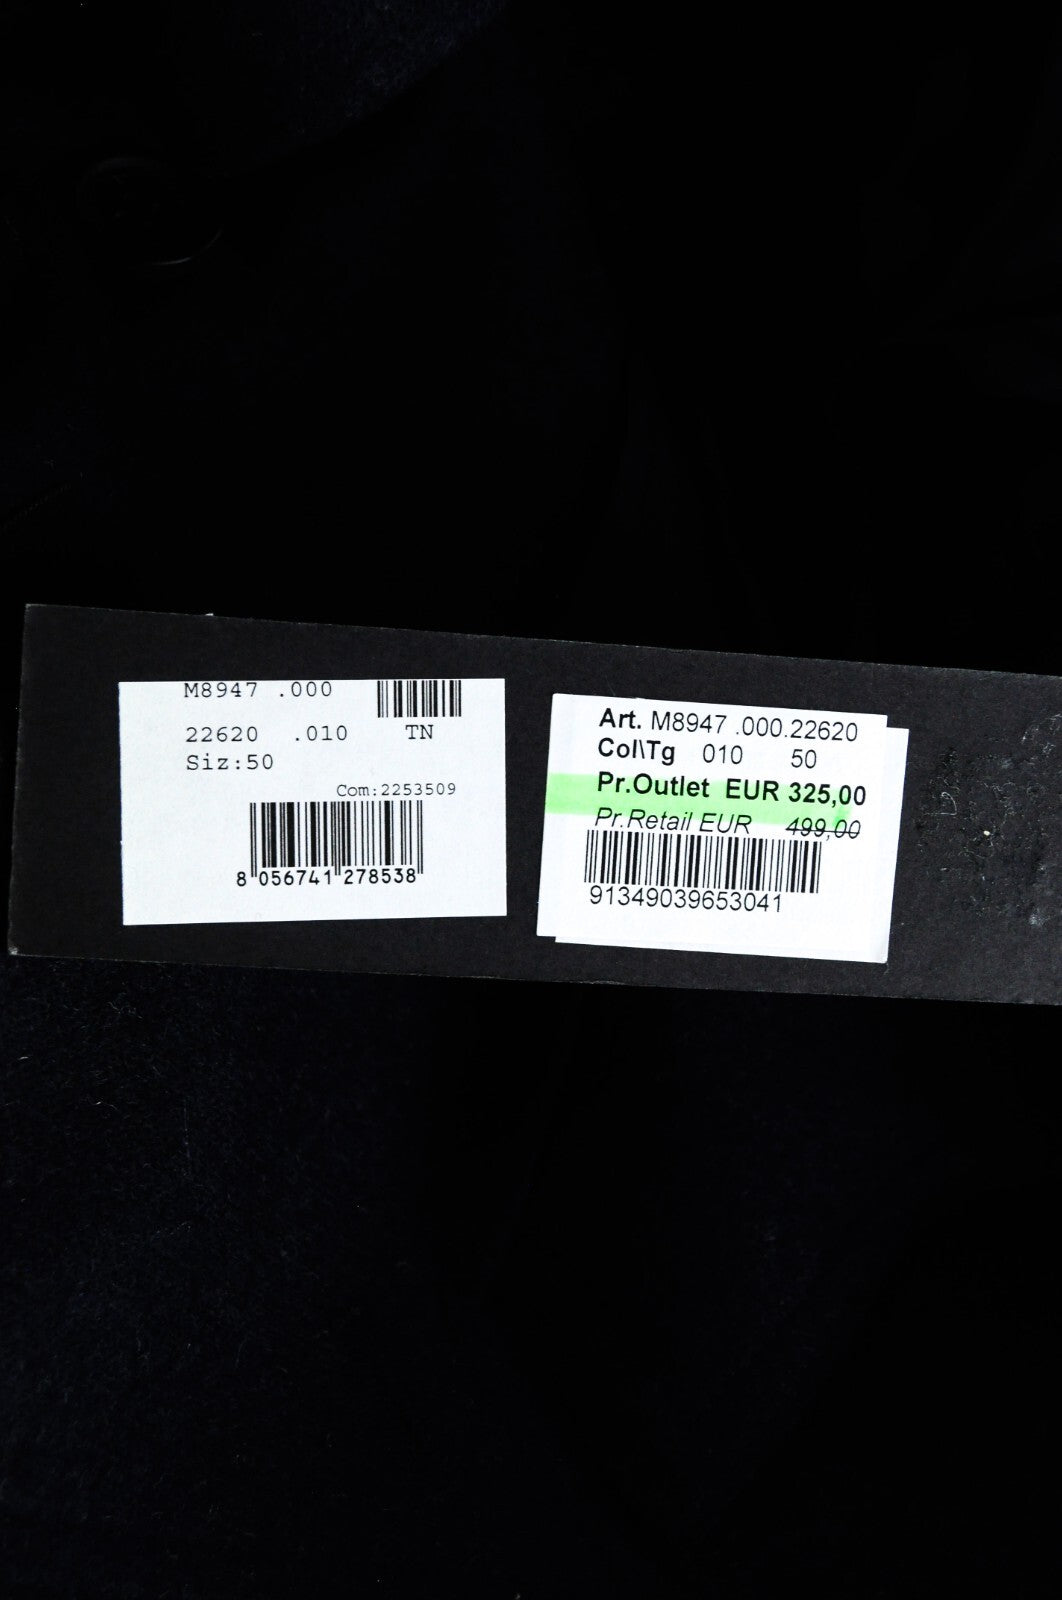 M8947 .000
22620 .010 TN
Siz:50
Com:2253509
8 056741 278538
Art. M8947 .000.22620
Col\Tg 010 50
Pr.Outlet EUR 325,00
Pr.Retail EUR 499,00
91349039653041